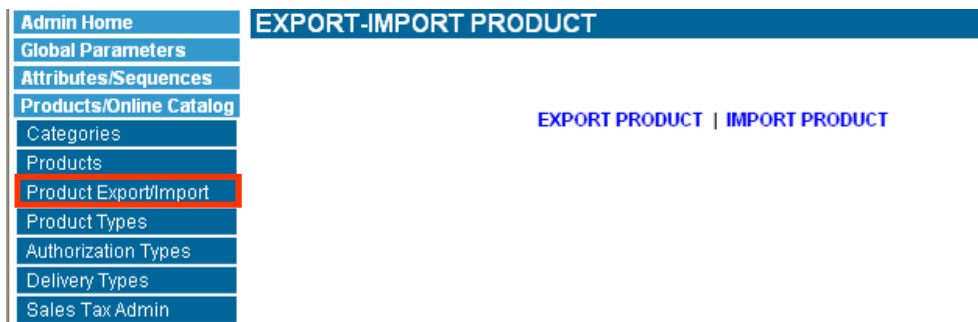 Admin Home
EXPORT-IMPORT PRODUCT
Global Parameters
Attributes/Sequences
Products/Online Catalog
EXPORT PRODUCT | IMPORT PRODUCT
Categories
Products
Product Export/Import
Product Types
Authorization Types
Delivery Types
Sales Tax Admin